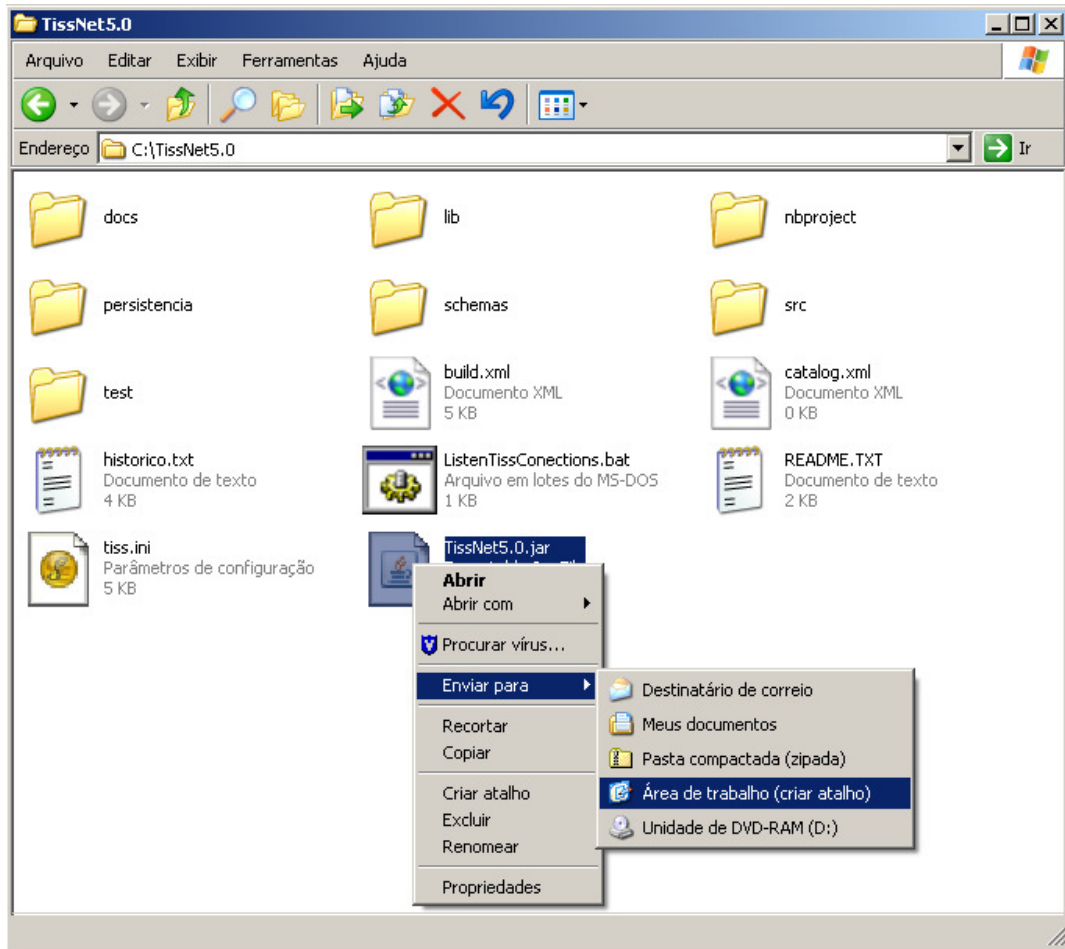 TissNet5.0
Arquivo Editar Exibir Ferramentas Ajuda
Endereço C:\TissNet5.0 Ir
docs
lib
nbproject
persistencia
schemas
src
test
build.xml
Documento XML
5 KB
catalog.xml
Documento XML
0 KB
historico.txt
Documento de texto
4 KB
ListenTissConections.bat
Arquivo em lotes do MS-DOS
1 KB
README.TXT
Documento de texto
2 KB
tiss.ini
Parâmetros de configuração
5 KB
TissNet5.0.jar
Abrir
Abrir com
Procurar vírus...
Enviar para
Recortar
Copiar
Criar atalho
Excluir
Renomear
Propriedades
Destinatário de correio
Meus documentos
Pasta compactada (zipada)
Área de trabalho (criar atalho)
Unidade de DVD-RAM (D:)